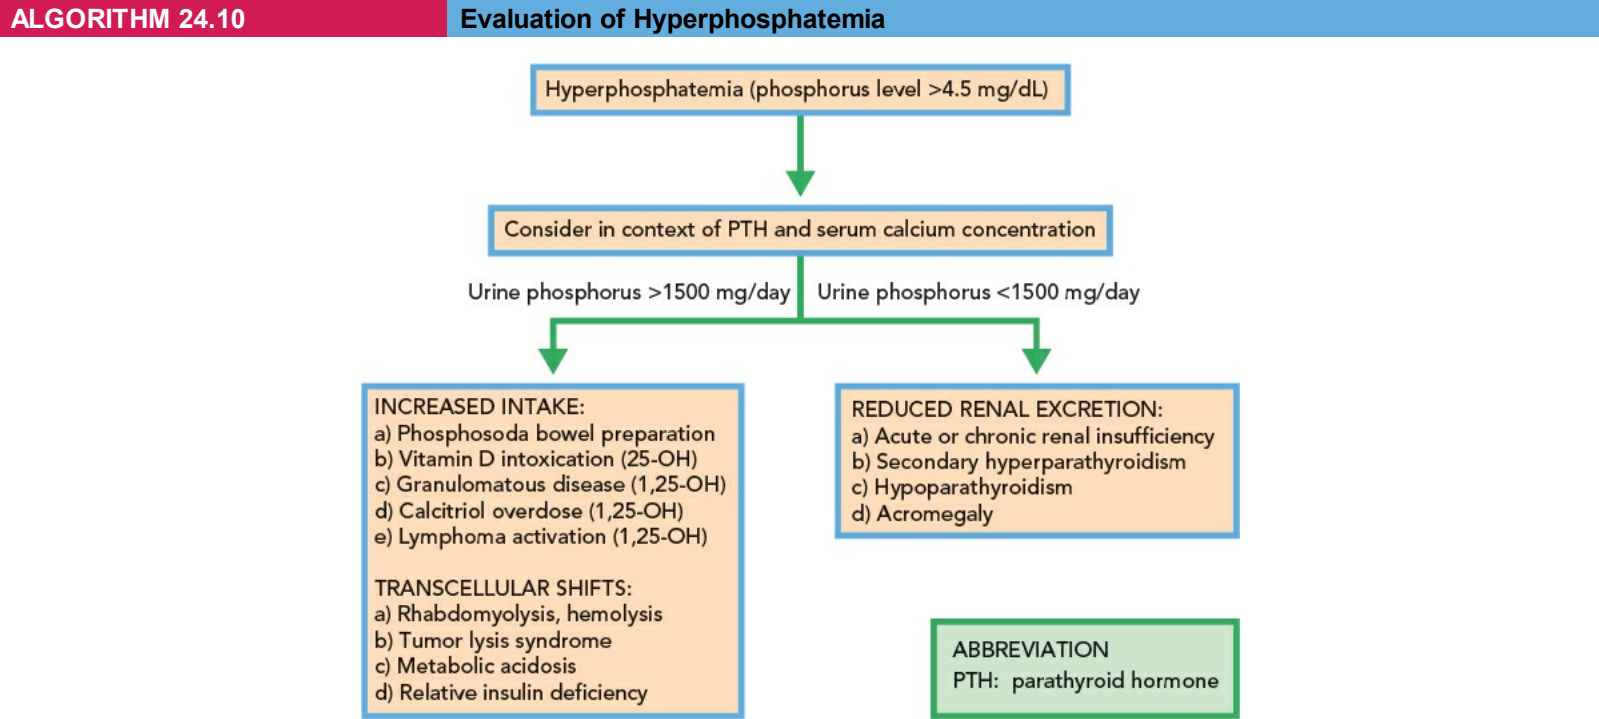 ALGORITHM 24.10
Evaluation of Hyperphosphatemia
Hyperphosphatemia (phosphorus level >4.5 mg/dL)
Consider in context of PTH and serum calcium concentration
Urine phosphorus >1500 mg/day
Urine phosphorus <1500 mg/day
INCREASED INTAKE:
a) Phosphosoda bowel preparation
b) Vitamin D intoxication (25-OH)
c) Granulomatous disease (1,25-OH)
d) Calcitriol overdose (1,25-OH)
e) Lymphoma activation (1,25-OH)
TRANSCELLULAR SHIFTS:
a) Rhabdomyolysis, hemolysis
b) Tumor lysis syndrome
c) Metabolic acidosis
d) Relative insulin deficiency
REDUCED RENAL EXCRETION:
a) Acute or chronic renal insufficiency
b) Secondary hyperparathyroidism
c) Hypoparathyroidism
d) Acromegaly
ABBREVIATION
PTH: parathyroid hormone